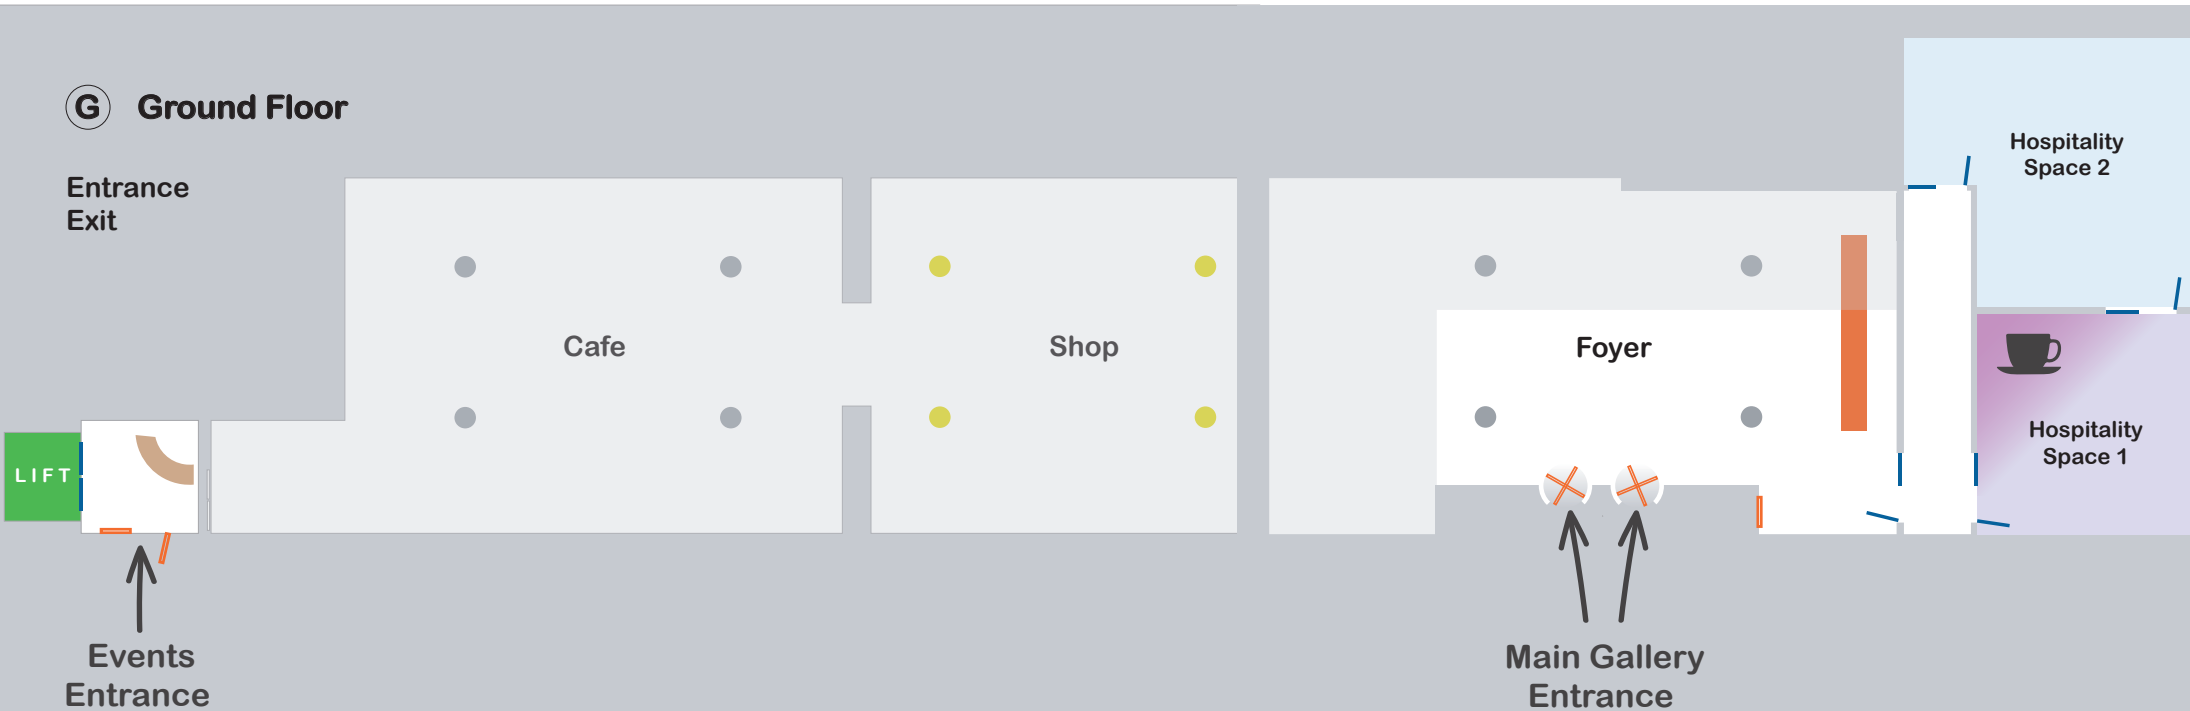 G Ground Floor
Entrance
Exit
Hospitality
Space 2
Cafe
Shop
Foyer
Hospitality
Space 1
LIFT
Events
Entrance
Main Gallery
Entrance